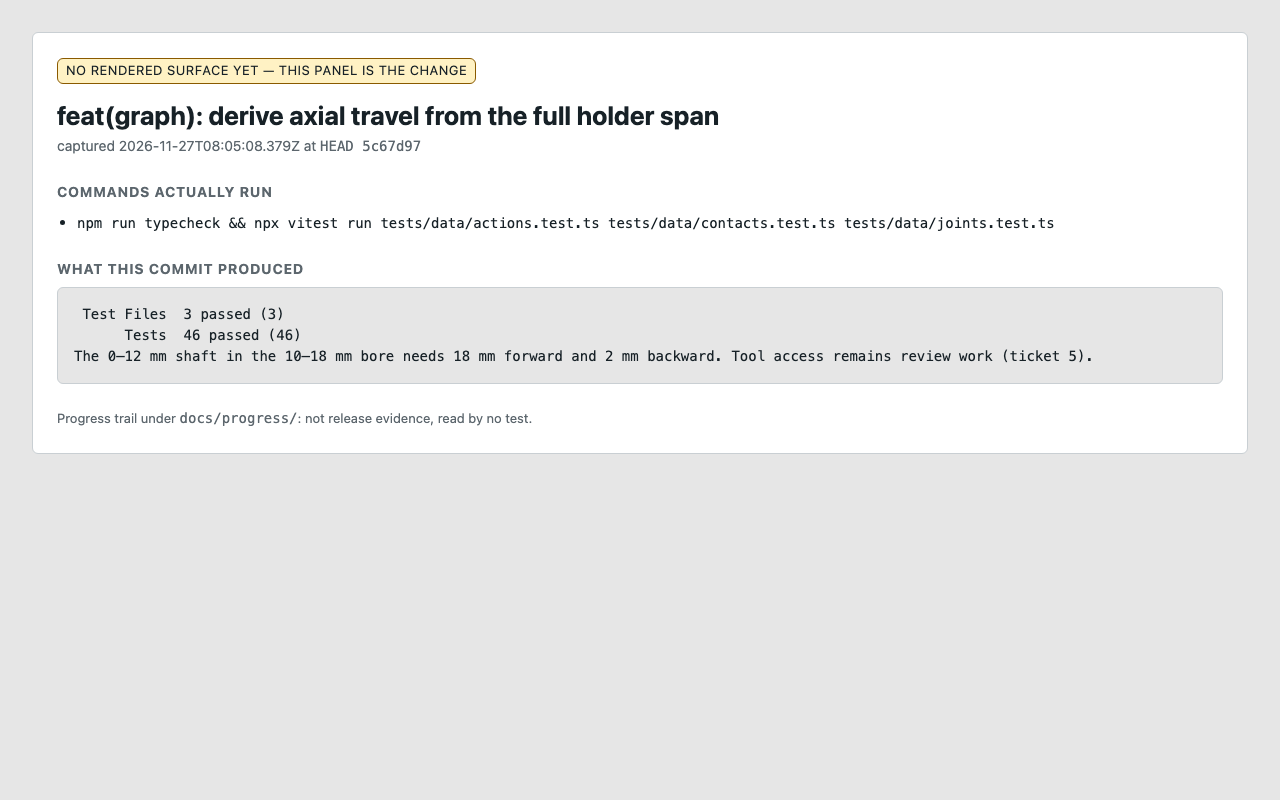 NO RENDERED SURFACE YET — THIS PANEL IS THE CHANGE
feat(graph): derive axial travel from the full holder span
captured 2026-11-27T08:05:08.379Z at HEAD 5c67d97
COMMANDS ACTUALLY RUN
• npm run typecheck && npx vitest run tests/data/actions.test.ts tests/data/contacts.test.ts tests/data/joints.test.ts
WHAT THIS COMMIT PRODUCED
Test Files  3 passed (3)
Tests  46 passed (46)
The 0–12 mm shaft in the 10–18 mm bore needs 18 mm forward and 2 mm backward. Tool access remains review work (ticket 5).
Progress trail under docs/progress/: not release evidence, read by no test.